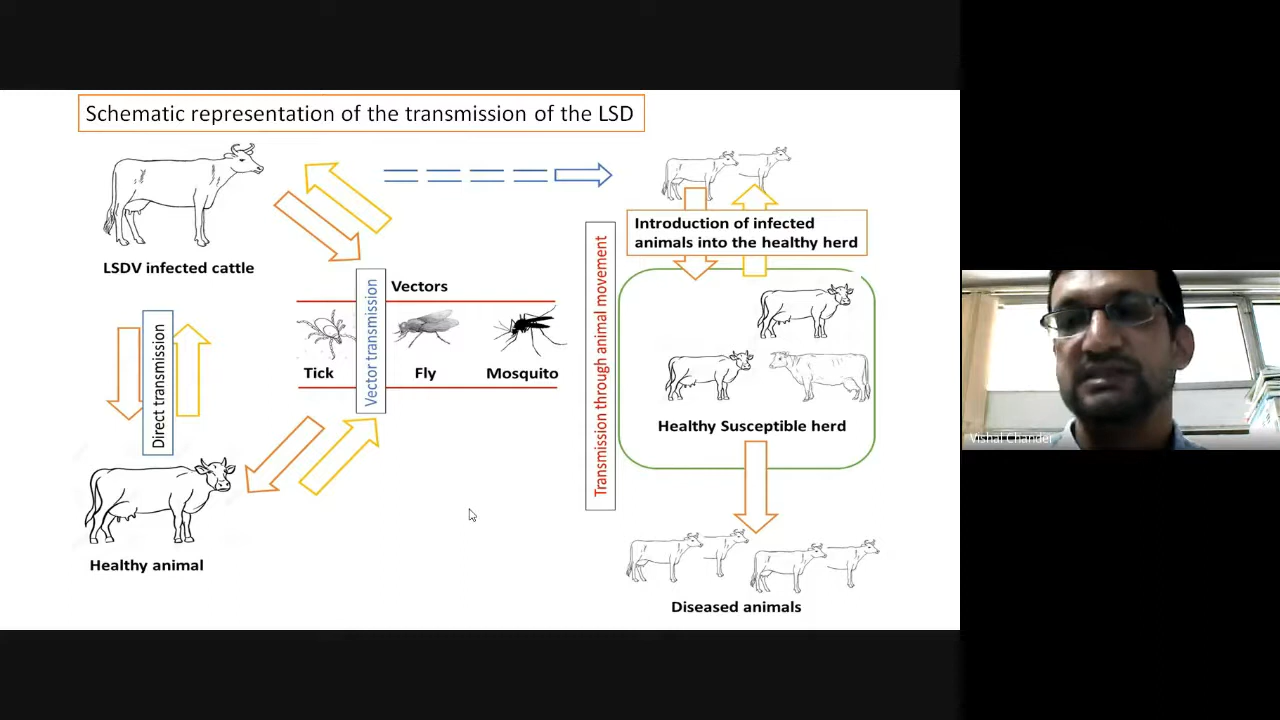 Schematic representation of the transmission of the LSD
LSDV infected cattle
Direct transmission
Healthy animal
Vectors
Vector transmission
Tick
Fly
Mosquito
Transmission through animal movement
Introduction of infected
animals into the healthy herd
Healthy Susceptible herd
Diseased animals
Vishal Chander